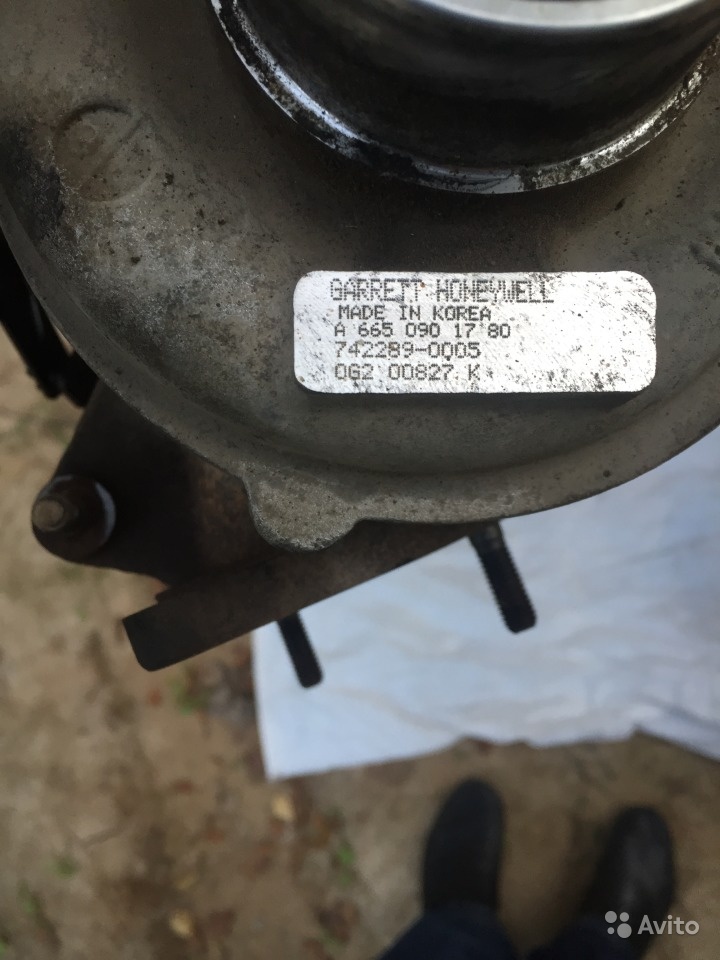 GARRETT HONEYWELL
MADE IN KOREA
A 665 090 17 80
742289-0005
0G2 00827 K
Avito